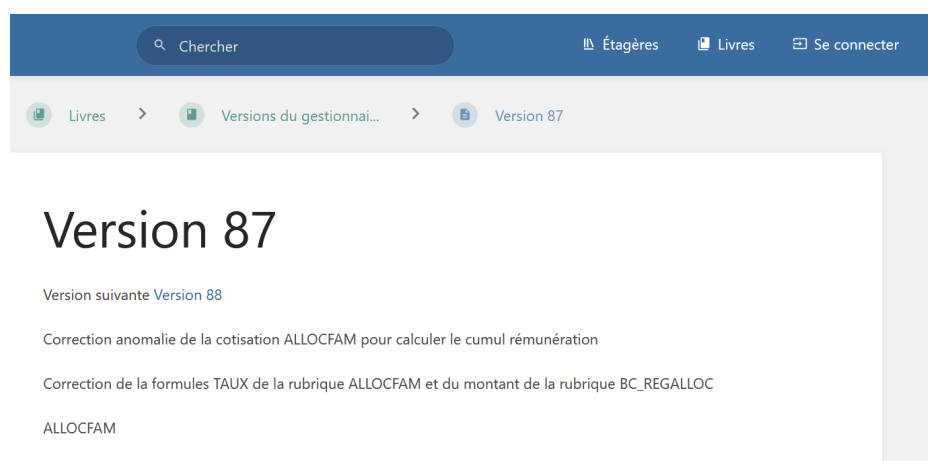 Chercher
Étagères
Livres
Se connecter
Livres
Versions du gestionnai...
Version 87
Version 87
Version suivante Version 88
Correction anomalie de la cotisation ALLOCFAM pour calculer le cumul rémunération
Correction de la formules TAUX de la rubrique ALLOCFAM et du montant de la rubrique BC_REGALLOC
ALLOCFAM